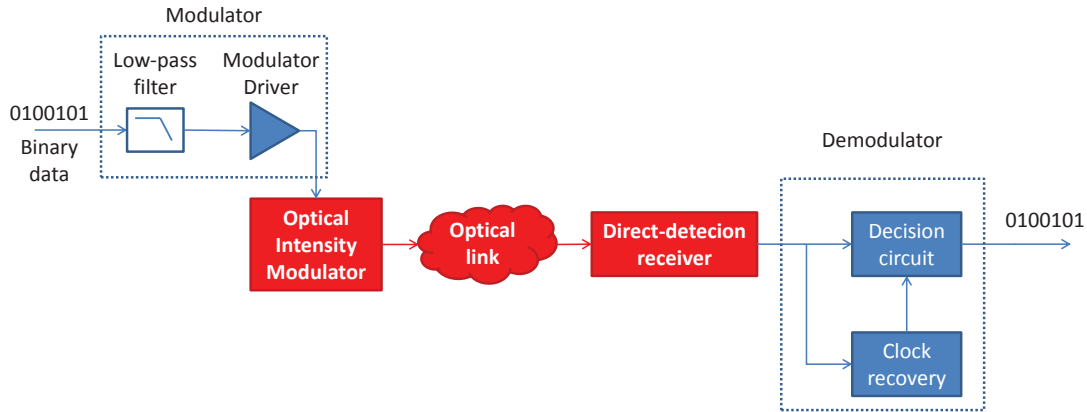 Modulator
Low-pass
filter
Modulator
Driver
0100101
Binary
data
Optical
Intensity
Modulator
Optical
link
Direct-detecion
receiver
Demodulator
Decision
circuit
0100101
Clock
recovery